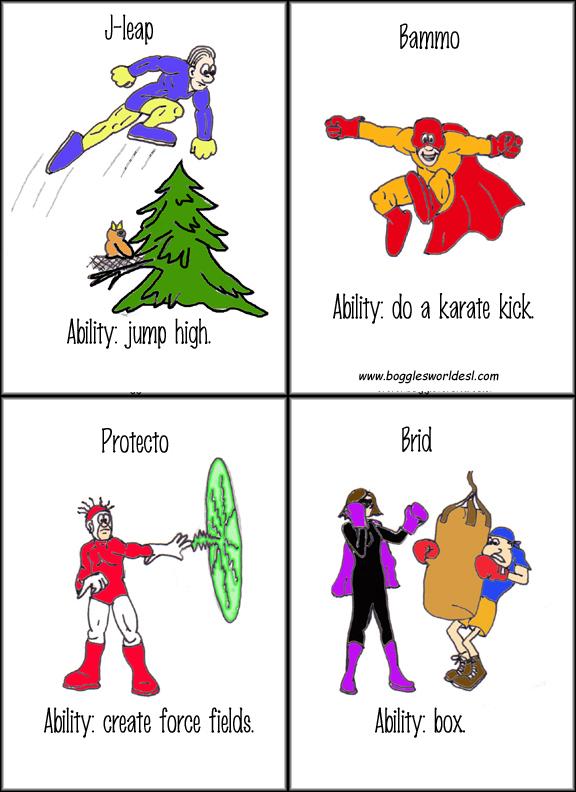 J-leap
Ability: jump high.
Bammo
Ability: do a karate kick.
www.bogglesworldesl.com
Protecto
Ability: create force fields.
Brid
Ability: box.